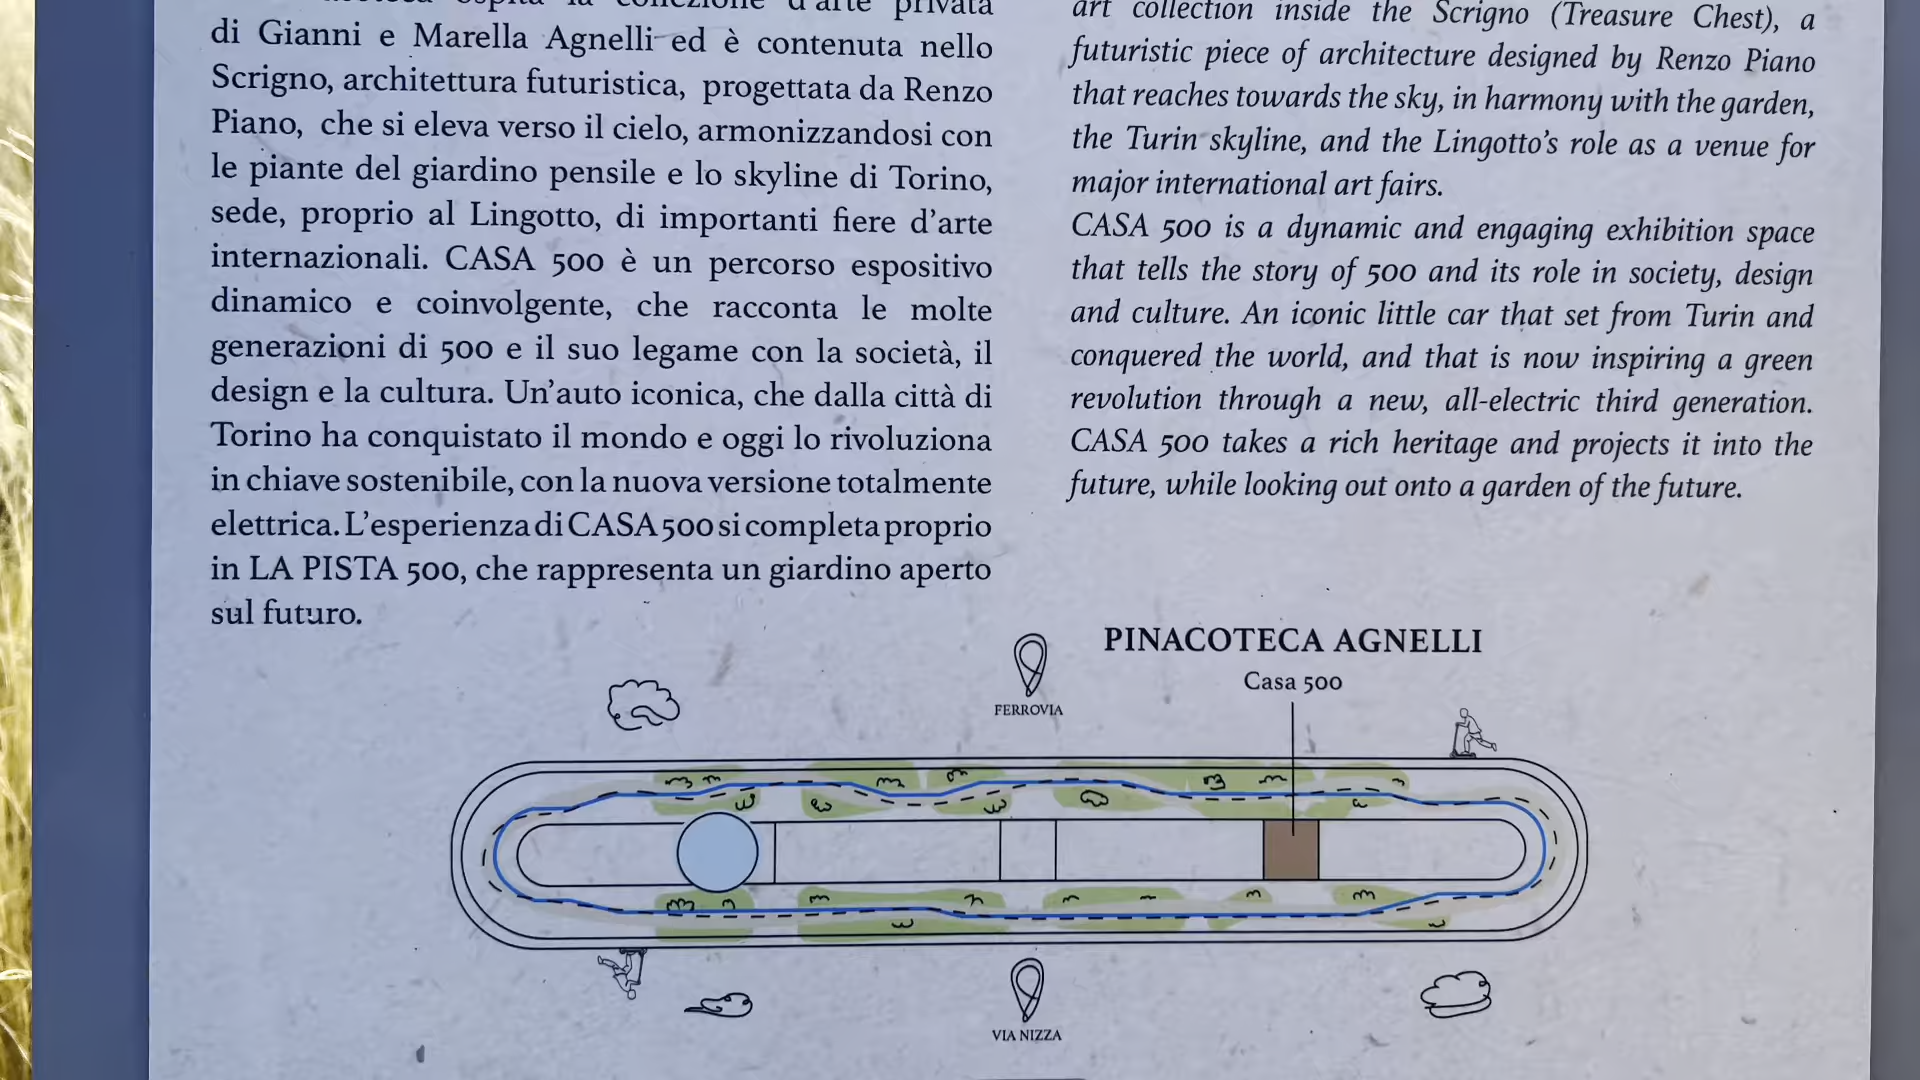 ospita la collezione d'arte privata
di Gianni e Marella Agnelli ed è contenuta nello
Scrigno, architettura futuristica, progettata da Renzo
Piano, che si eleva verso il cielo, armonizzandosi con
le piante del giardino pensile e lo skyline di Torino,
sede, proprio al Lingotto, di importanti fiere d'arte
internazionali. CASA 500 è un percorso espositivo
dinamico e coinvolgente, che racconta le molte
generazioni di 500 e il suo legame con la società, il
design e la cultura. Un'auto iconica, che dalla città di
Torino ha conquistato il mondo e oggi lo rivoluziona
in chiave sostenibile, con la nuova versione totalmente
elettrica. L'esperienza di CASA 500 si completa proprio
in LA PISTA 500, che rappresenta un giardino aperto
sul futuro.
art collection inside the Scrigno (Treasure Chest), a
futuristic piece of architecture designed by Renzo Piano
that reaches towards the sky, in harmony with the garden,
the Turin skyline, and the Lingotto's role as a venue for
major international art fairs.
CASA 500 is a dynamic and engaging exhibition space
that tells the story of 500 and its role in society, design
and culture. An iconic little car that set from Turin and
conquered the world, and that is now inspiring a green
revolution through a new, all-electric third generation.
CASA 500 takes a rich heritage and projects it into the
future, while looking out onto a garden of the future.
PINACOTECA AGNELLI
Casa 500
FERROVIA
VIA NIZZA